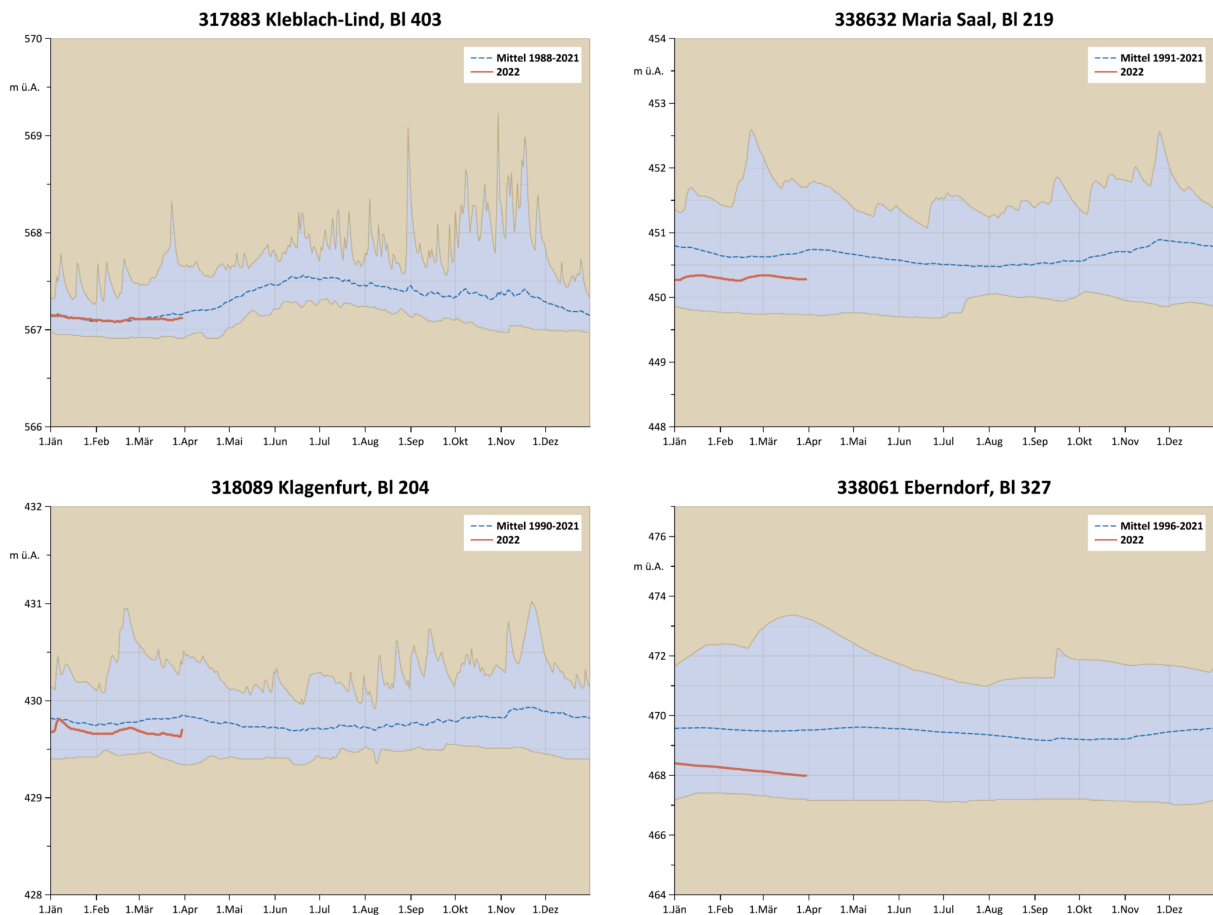 317883 Kleblach-Lind, Bl 403
570
m ü.A.
569
568
567
566
Mittel 1988-2021
2022
1.Jän 1.Feb 1.Mär 1.Apr 1.Mai 1.Jun 1.Jul 1.Aug 1.Sep 1.Okt 1.Nov 1.Dez
338632 Maria Saal, Bl 219
454
m ü.A.
453
452
451
450
449
448
Mittel 1991-2021
2022
1.Jän 1.Feb 1.Mär 1.Apr 1.Mai 1.Jun 1.Jul 1.Aug 1.Sep 1.Okt 1.Nov 1.Dez
318089 Klagenfurt, Bl 204
432
m ü.A.
431
430
429
428
Mittel 1990-2021
2022
1.Jän 1.Feb 1.Mär 1.Apr 1.Mai 1.Jun 1.Jul 1.Aug 1.Sep 1.Okt 1.Nov 1.Dez
338061 Eberndorf, Bl 327
476
m ü.A.
474
472
470
468
466
464
Mittel 1996-2021
2022
1.Jän 1.Feb 1.Mär 1.Apr 1.Mai 1.Jun 1.Jul 1.Aug 1.Sep 1.Okt 1.Nov 1.Dez